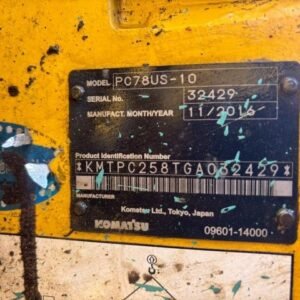 MODEL PC78US-10
SERIAL No. 32429
MANUFACT. MONTH/YEAR 11/2016
Product Identification Number
*KMTPC258TGA032429*
MANUFACTURER
Komatsu Ltd., Tokyo, Japan
KOMATSU
09601-14000